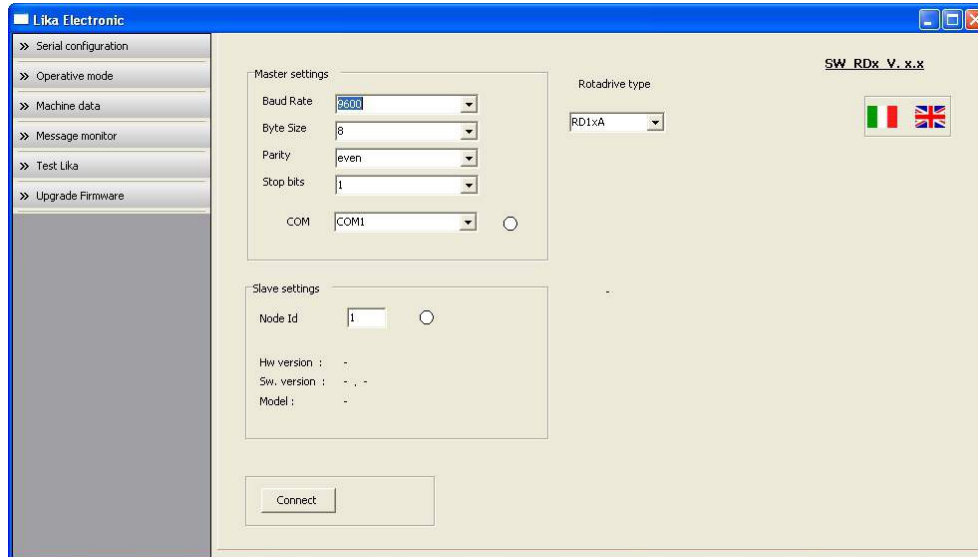 Lika Electronic
» Serial configuration
» Operative mode
» Machine data
» Message monitor
» Test Lika
» Upgrade Firmware
SW RDx V. x.x
Master settings
Baud Rate 9600
Byte Size 8
Parity even
Stop bits 1
COM COM1
Rotadrive type
RD1xA
Slave settings
Node Id 1
Hw version : -
Sw. version : - . -
Model : -
-
Connect